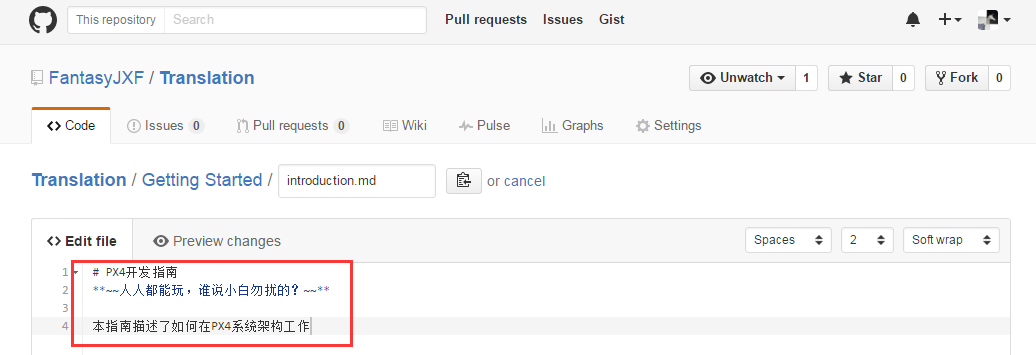 This repository Search Pull requests Issues Gist
FantasyJXF / Translation Unwatch 1 Star 0 Fork 0
Code Issues 0 Pull requests 0 Wiki Pulse Graphs Settings
Translation / Getting Started / introduction.md or cancel
Edit file Preview changes Spaces 2 Soft wrap
1 # PX4开发指南
2 **~~人人都能玩，谁说小白勿扰的？~~**
3
4 本指南描述了如何在PX4系统架构工作